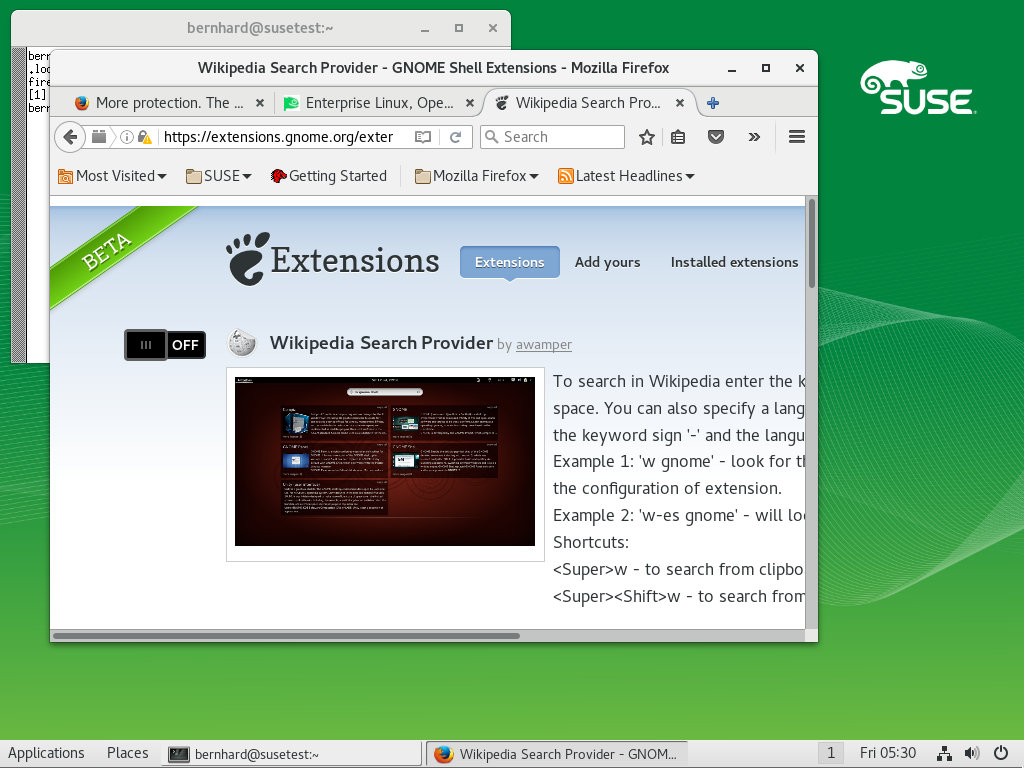 bernhard@susetest:~
bern
.loc
fire
[1]
bern
Wikipedia Search Provider - GNOME Shell Extensions - Mozilla Firefox
More protection. The ...
Enterprise Linux, Ope...
Wikipedia Search Pro...
https://extensions.gnome.org/exter
Search
Most Visited
SUSE
Getting Started
Mozilla Firefox
Latest Headlines
BETA
Extensions
Extensions
Add yours
Installed extensions
OFF
Wikipedia Search Provider by awamper
To search in Wikipedia enter the k
space. You can also specify a lang
the keyword sign '-' and the langu
Example 1: 'w gnome' - look for th
the configuration of extension.
Example 2: 'w-es gnome' - will loo
Shortcuts:
<Super>w - to search from clipbo
<Super><Shift>w - to search from
SUSE
Applications
Places
bernhard@susetest:~
Wikipedia Search Provider - GNOM...
1
Fri 05:30